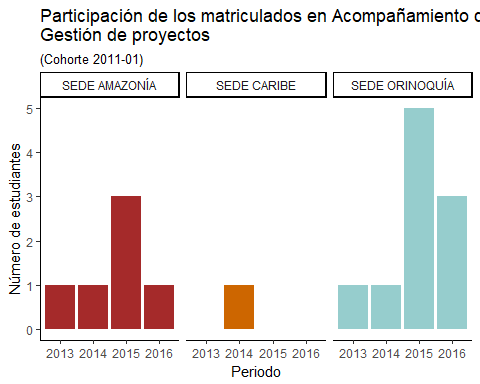 Participación de los matriculados en Acompañamiento
Gestión de proyectos
(Cohorte 2011-01)
SEDE AMAZONÍA SEDE CARIBE SEDE ORINOQUÍA
Número de estudiantes
5
4
3
2
1
0
2013 2014 2015 2016 2013 2014 2015 2016 2013 2014 2015 2016
Periodo